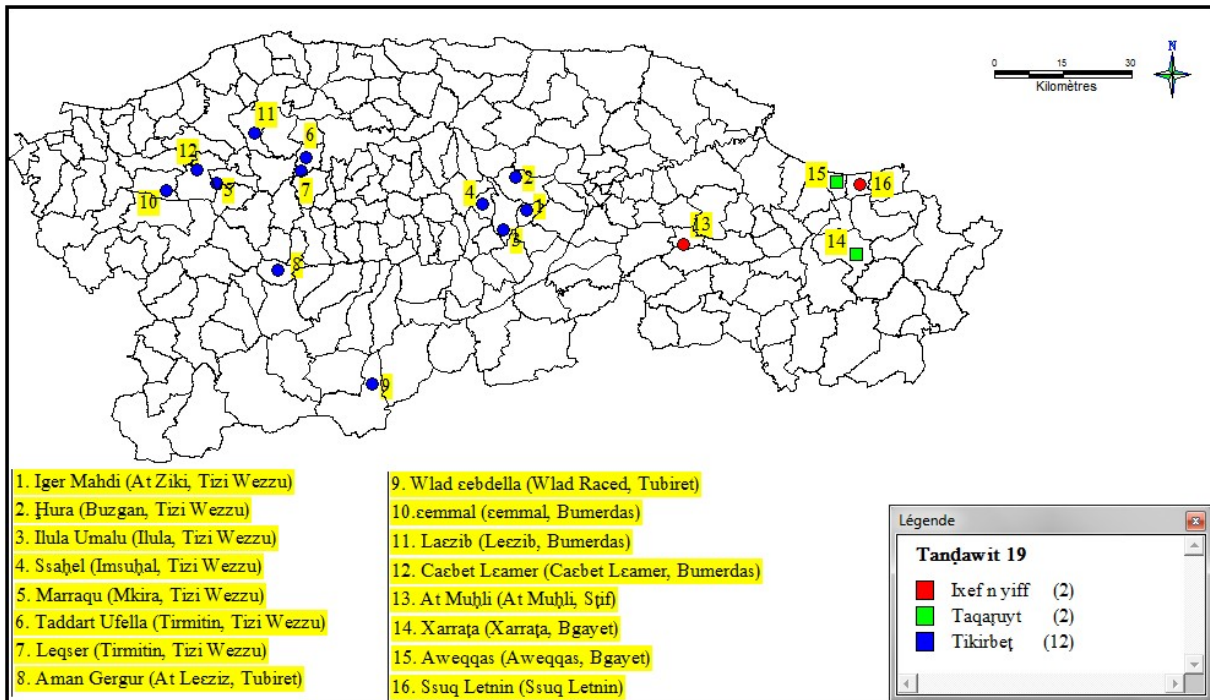 N
0 15 30
Kilomètres
11
6
12
5
7
10
2
4
1
3
8
9
13
15
16
14
1. Iger Mahdi (At Ziki, Tizi Wezzu)
2. Ḥura (Buzgan, Tizi Wezzu)
3. Ilula Umalu (Ilula, Tizi Wezzu)
4. Ssaḥel (Imsuḥal, Tizi Wezzu)
5. Marraqu (Mkira, Tizi Wezzu)
6. Taddart Ufella (Tirmitin, Tizi Wezzu)
7. Leqser (Tirmitin, Tizi Wezzu)
8. Aman Gergur (At Leɛziz, Tubiret)
9. Wlad ɛebdella (Wlad Raced, Tubiret)
10.ɛemmal (ɛemmal, Bumerdas)
11. Laɛzib (Leɛzib, Bumerdas)
12. Caɛbet Lɛamer (Caɛbet Lɛamer, Bumerdas)
13. At Muḥli (At Muḥli, Sṭif)
14. Xarraṭa (Xarraṭa, Bgayet)
15. Aweqqas (Aweqqas, Bgayet)
16. Ssuq Letnin (Ssuq Letnin)
Légende
Tanḍawit 19
Ixef n yiff (2)
Taqaṛuyt (2)
Tikirbeṭ (12)